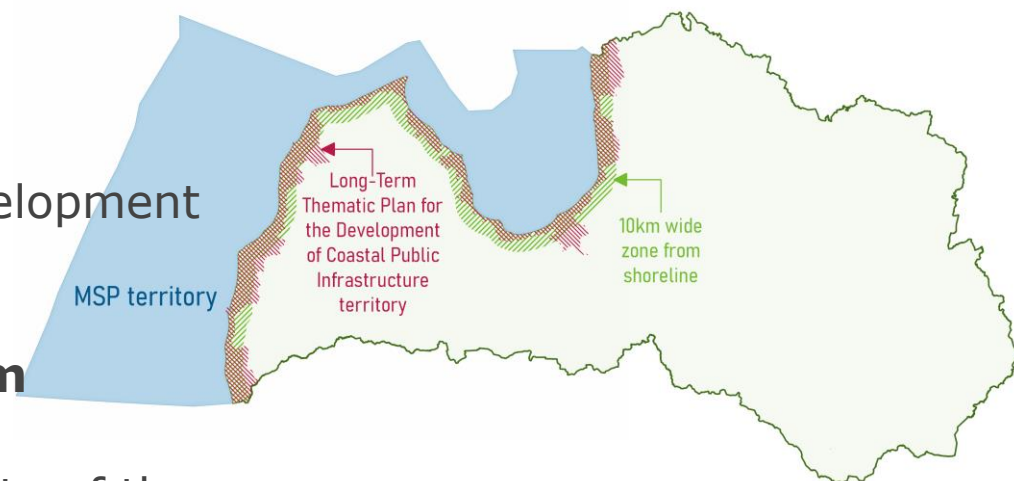 elopment
Long-Term
Thematic Plan for
the Development
of Coastal Public
Infrastructure
territory
10km wide
zone from
shoreline
MSP territory